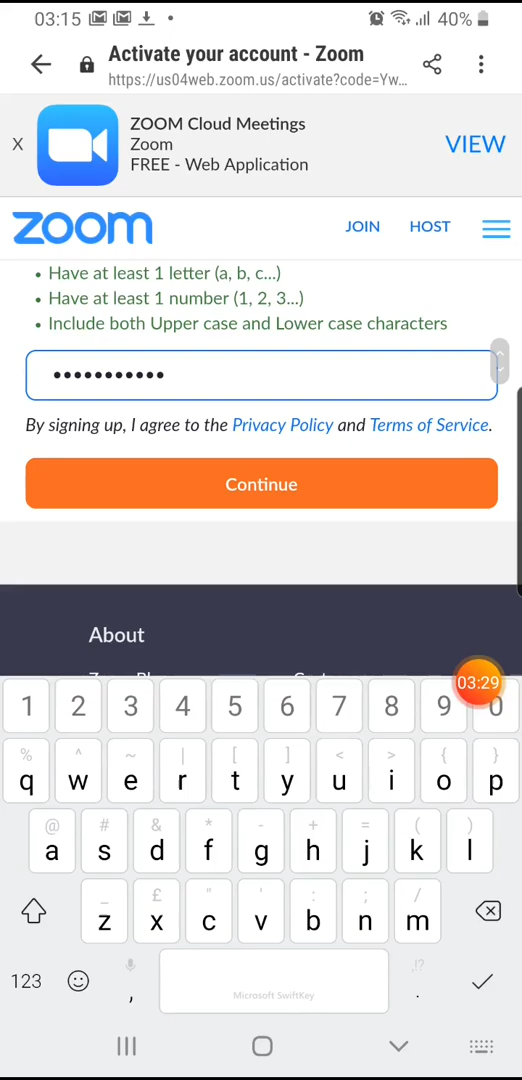 03:15 40%
Activate your account - Zoom
https://us04web.zoom.us/activate?code=Yw...
X ZOOM Cloud Meetings
Zoom
FREE - Web Application
VIEW
zoom JOIN HOST
• Have at least 1 letter (a, b, c...)
• Have at least 1 number (1, 2, 3...)
• Include both Upper case and Lower case characters
•••••••••••
By signing up, I agree to the Privacy Policy and Terms of Service.
Continue
About
03:29
1 2 3 4 5 6 7 8 9 0
% ^ ~ | [ ] < > { }
q w e r t y u i o p
@ # & * - + = ( )
a s d f g h j k l
_ £ " ' : ; /
z x c v b n m
,!?
123 , .
Microsoft SwiftKey